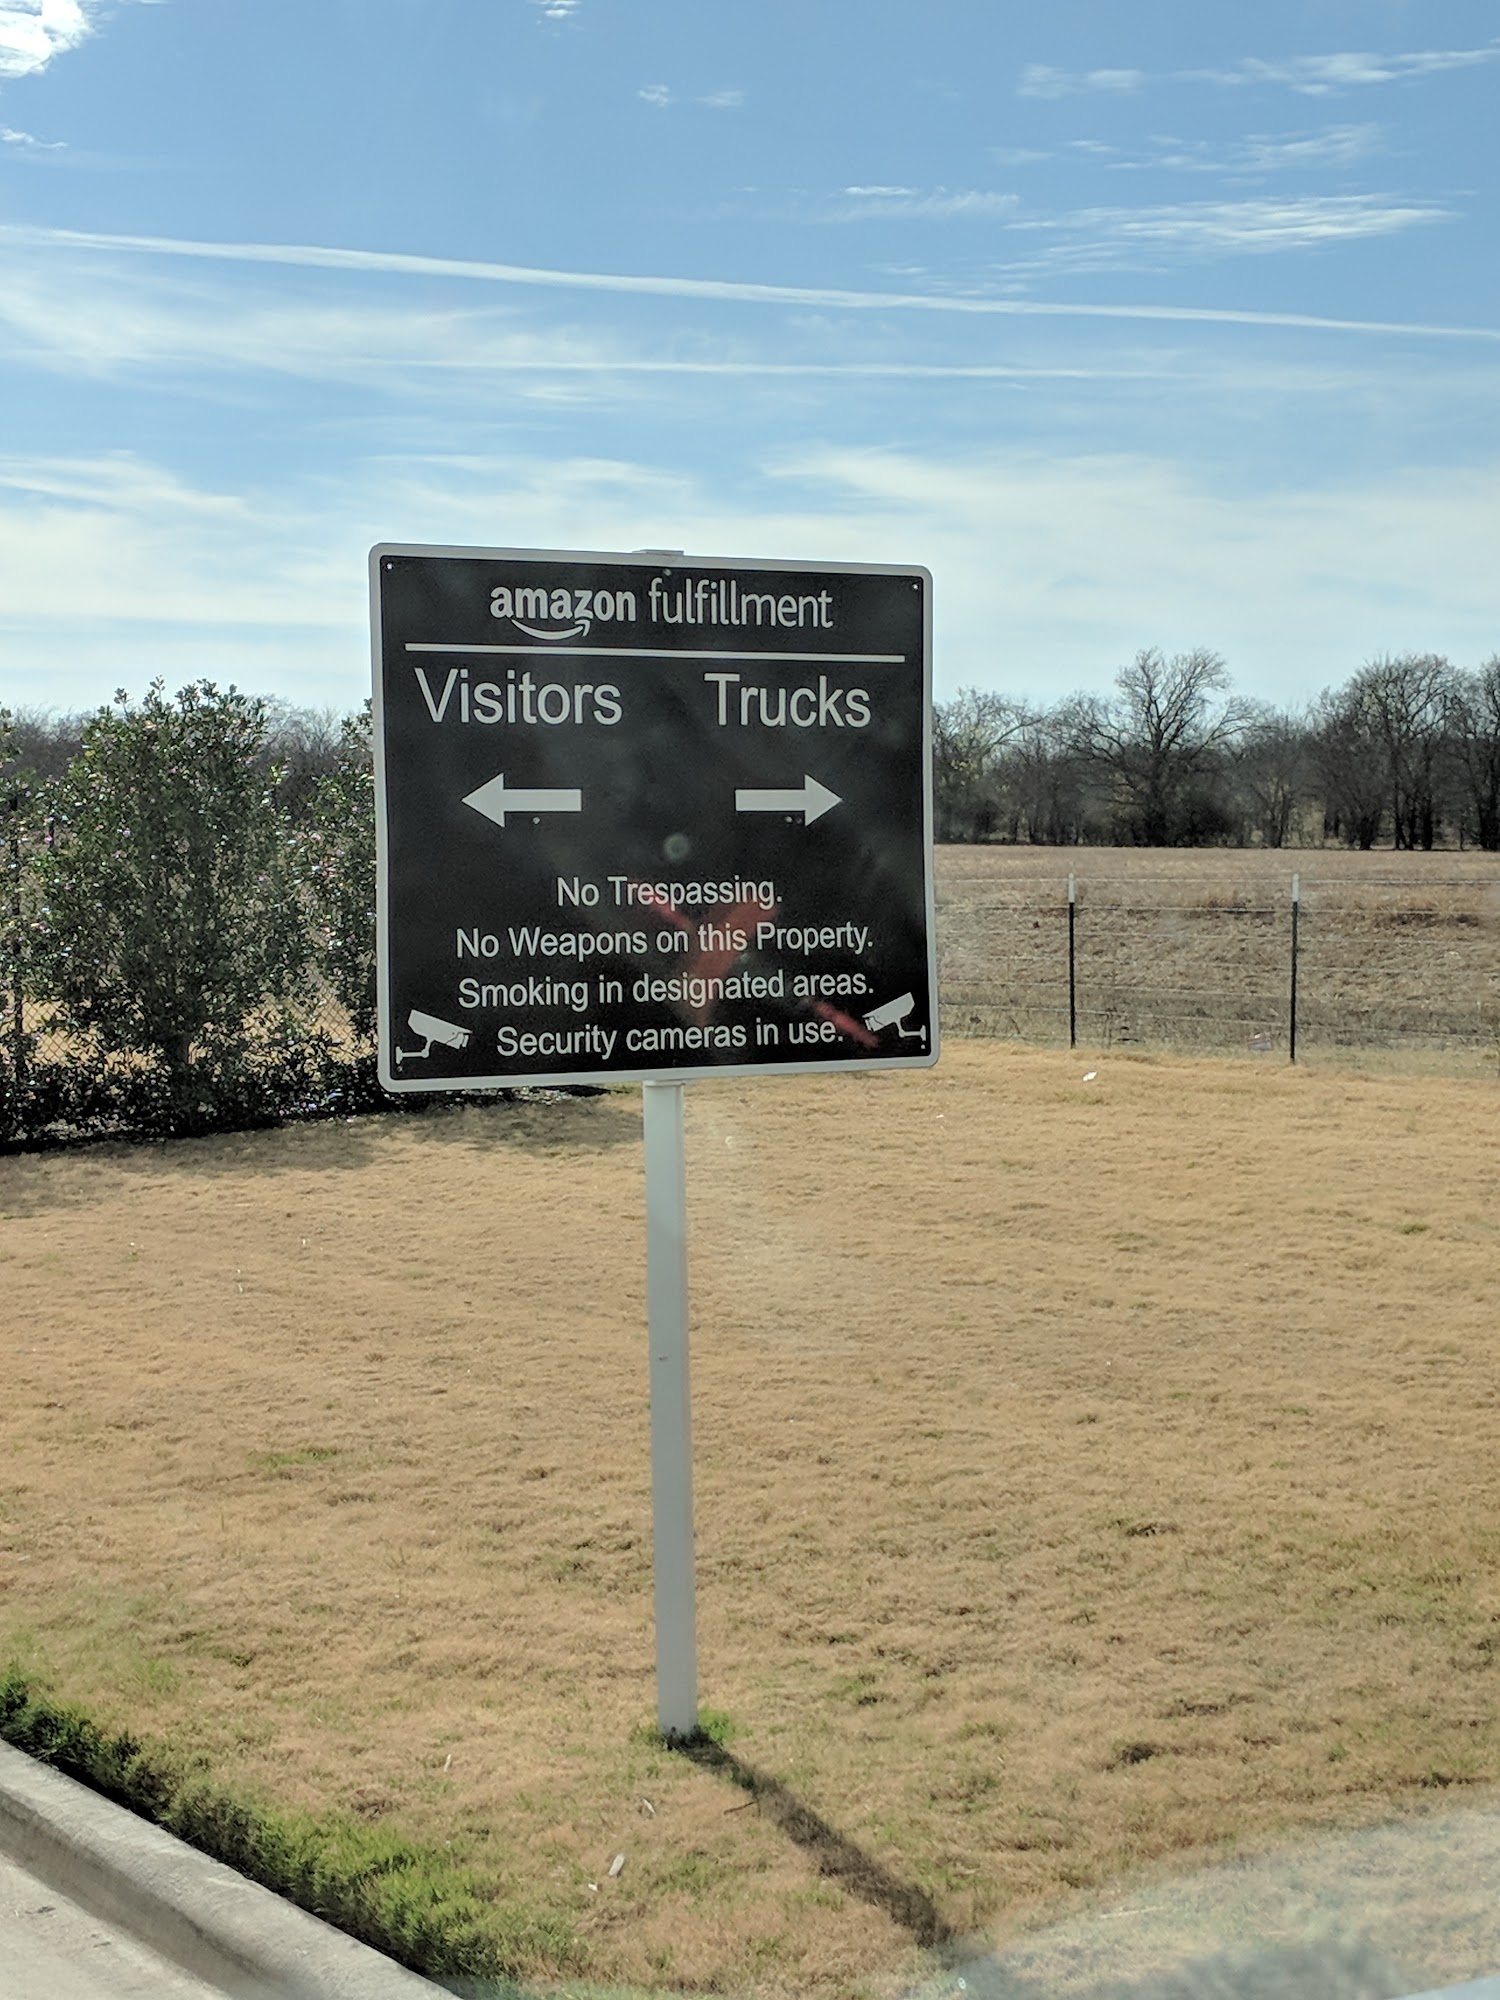 amazon fulfillment
Visitors Trucks
No Trespassing.
No Weapons on this Property.
Smoking in designated areas.
Security cameras in use.